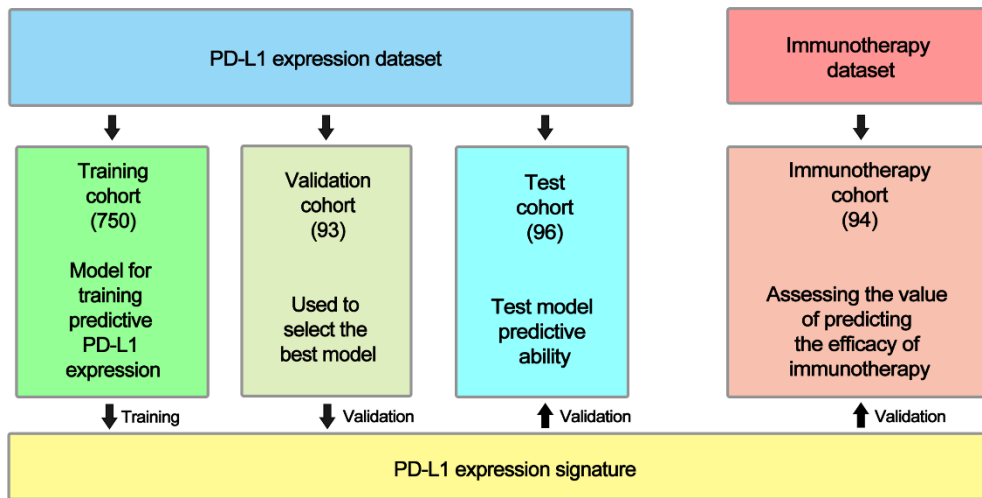 PD-L1 expression dataset
Immunotherapy
dataset
Training
cohort
(750)
Model for
training
predictive
PD-L1
expression
Validation
cohort
(93)
Used to
select the
best model
Test
cohort
(96)
Test model
predictive
ability
Immunotherapy
cohort
(94)
Assessing the value
of predicting
the efficacy of
immunotherapy
Training
Validation
Validation
Validation
PD-L1 expression signature